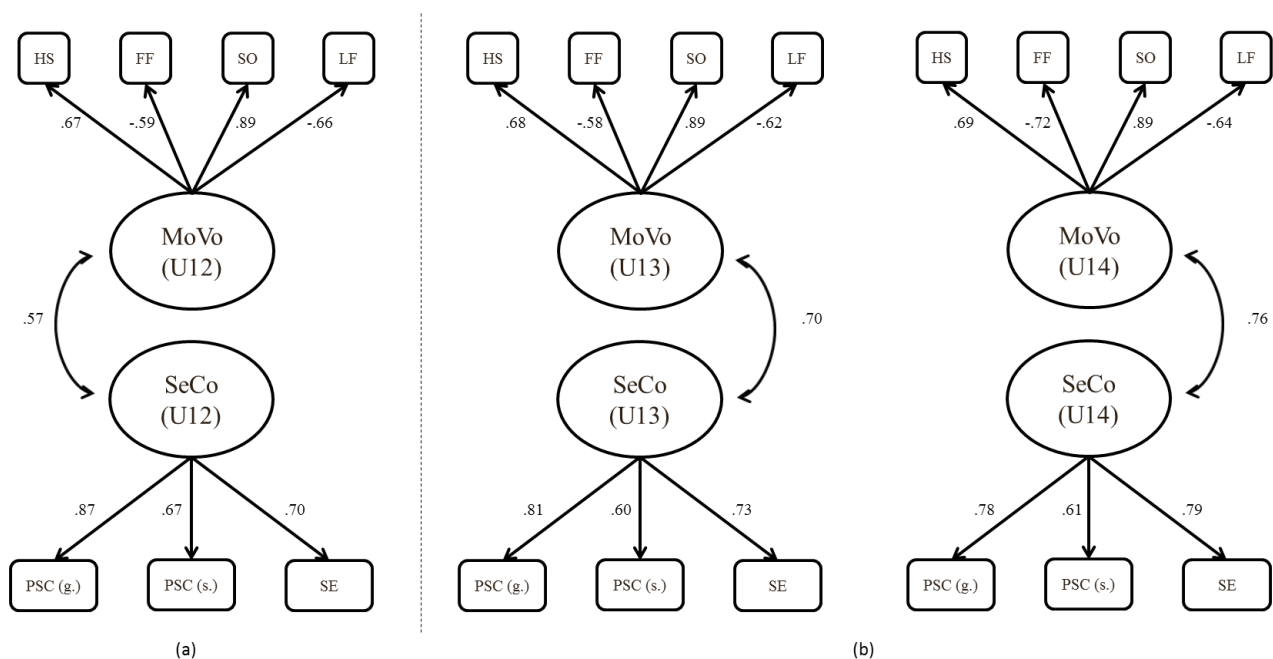 HS FF SO LF
.67 -.59 .89 -.66
MoVo
(U12)
.57
SeCo
(U12)
.87 .67 .70
PSC (g.) PSC (s.) SE
(a)
HS FF SO LF
.68 -.58 .89 -.62
MoVo
(U13)
.70
SeCo
(U13)
.81 .60 .73
PSC (g.) PSC (s.) SE
HS FF SO LF
.69 -.72 .89 -.64
MoVo
(U14)
.76
SeCo
(U14)
.78 .61 .79
PSC (g.) PSC (s.) SE
(b)